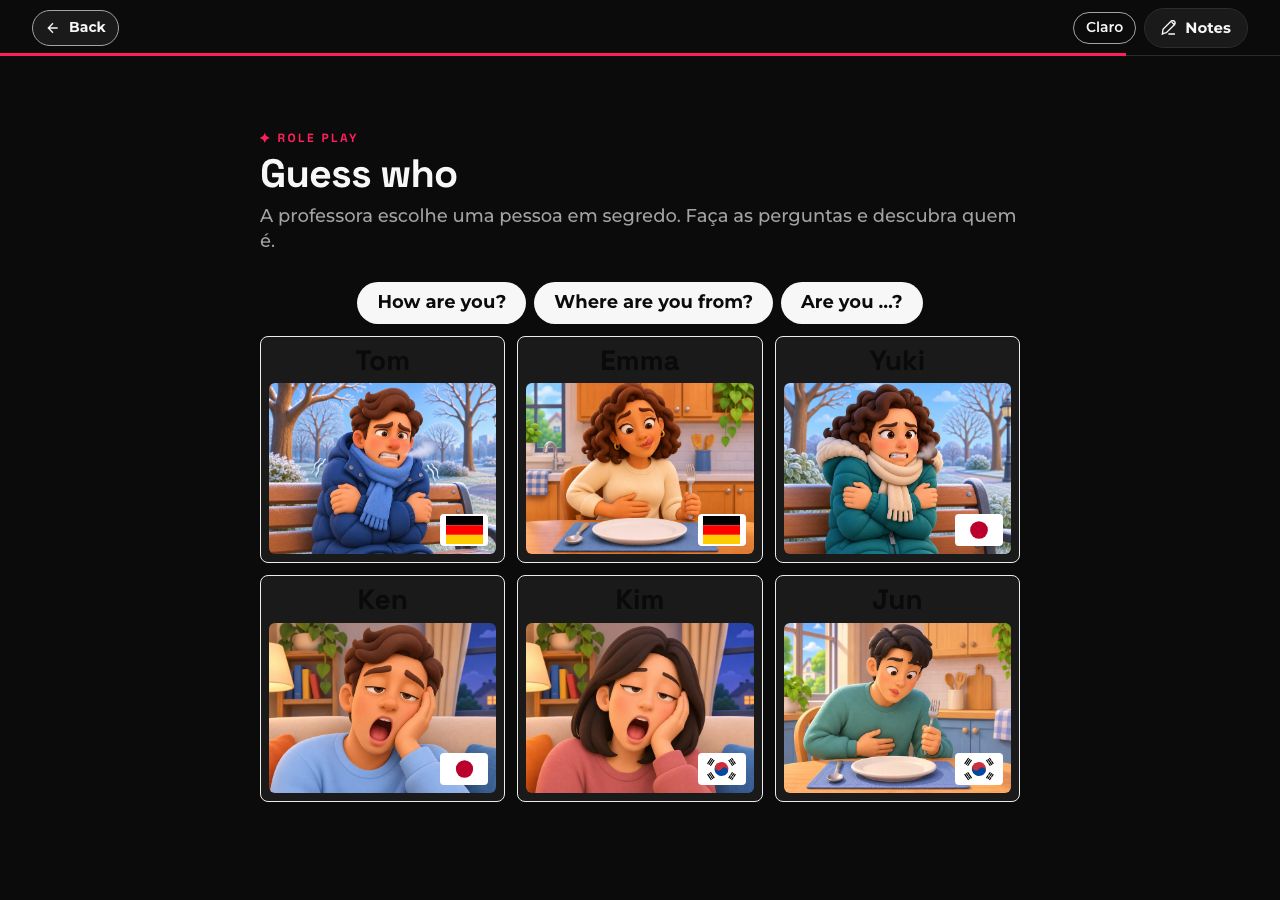 Back
Claro
Notes
ROLE PLAY
Guess who
A professora escolhe uma pessoa em segredo. Faça as perguntas e descubra quem
é.
How are you?
Where are you from?
Are you ...?
Tom
Emma
Yuki
Ken
Kim
Jun